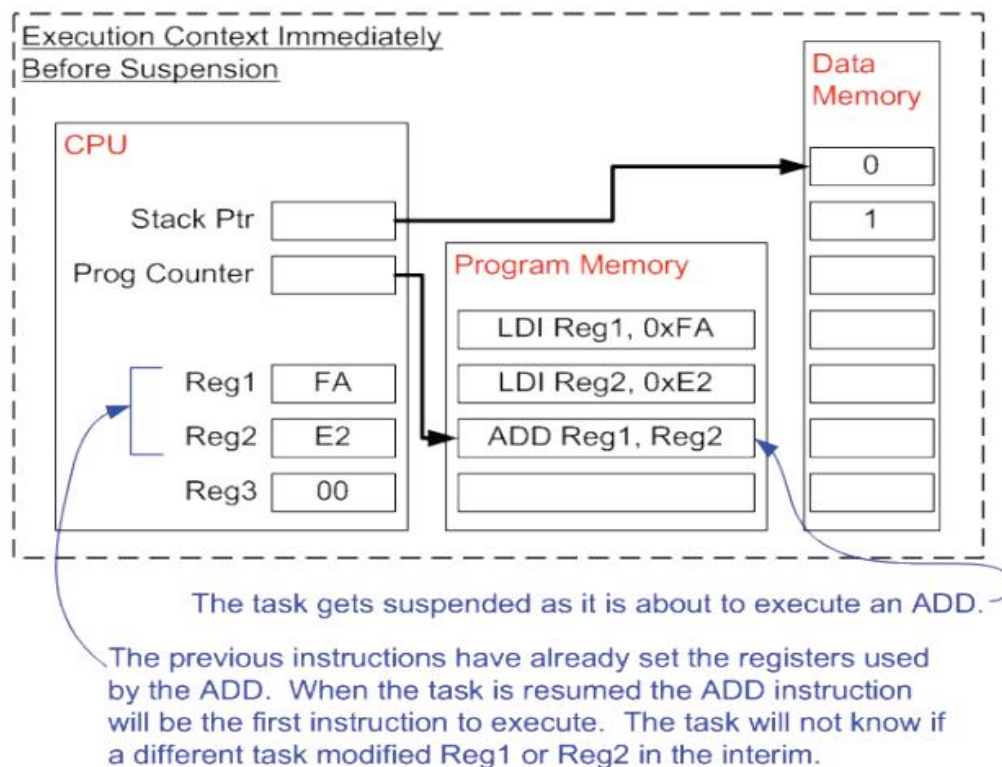 Execution Context Immediately
Before Suspension
Data
Memory
CPU
0
Stack Ptr
1
Prog Counter
Program Memory
LDI Reg1, 0xFA
Reg1 FA
LDI Reg2, 0xE2
Reg2 E2
ADD Reg1, Reg2
Reg3 00
The task gets suspended as it is about to execute an ADD.
The previous instructions have already set the registers used
by the ADD. When the task is resumed the ADD instruction
will be the first instruction to execute. The task will not know if
a different task modified Reg1 or Reg2 in the interim.